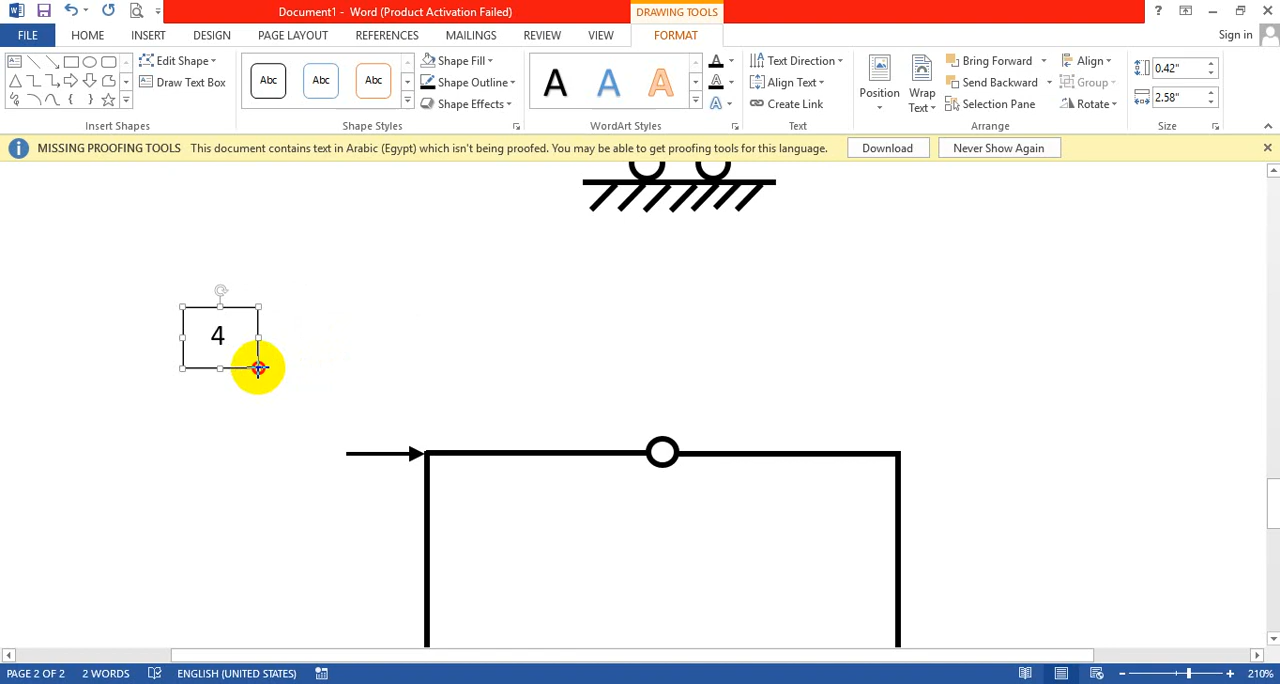 Document1 - Word (Product Activation Failed)
DRAWING TOOLS
?
FILE HOME INSERT DESIGN PAGE LAYOUT REFERENCES MAILINGS REVIEW VIEW FORMAT Sign in
Edit Shape
Draw Text Box
Insert Shapes
Abc Abc Abc
Shape Fill
Shape Outline
Shape Effects
Shape Styles
A A A
WordArt Styles
Text Direction
Align Text
Create Link
Text
Position
Wrap
Text
Bring Forward
Send Backward
Selection Pane
Align
Group
Rotate
Arrange
0.42"
2.58"
Size
MISSING PROOFING TOOLS This document contains text in Arabic (Egypt) which isn't being proofed. You may be able to get proofing tools for this language. Download Never Show Again
4
PAGE 2 OF 2 2 WORDS ENGLISH (UNITED STATES) 210%